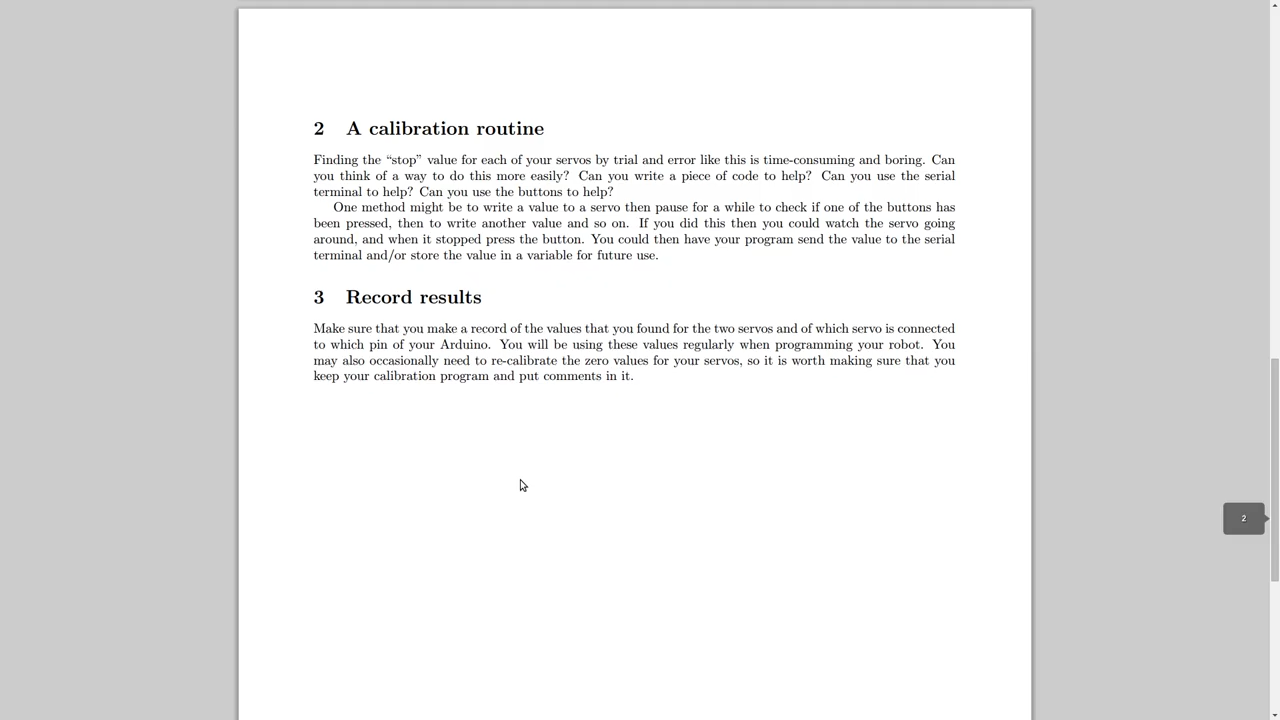 2 A calibration routine
Finding the “stop” value for each of your servos by trial and error like this is time-consuming and boring. Can
you think of a way to do this more easily? Can you write a piece of code to help? Can you use the serial
terminal to help? Can you use the buttons to help?
One method might be to write a value to a servo then pause for a while to check if one of the buttons has
been pressed, then to write another value and so on. If you did this then you could watch the servo going
around, and when it stopped press the button. You could then have your program send the value to the serial
terminal and/or store the value in a variable for future use.
3 Record results
Make sure that you make a record of the values that you found for the two servos and of which servo is connected
to which pin of your Arduino. You will be using these values regularly when programming your robot. You
may also occasionally need to re-calibrate the zero values for your servos, so it is worth making sure that you
keep your calibration program and put comments in it.
2